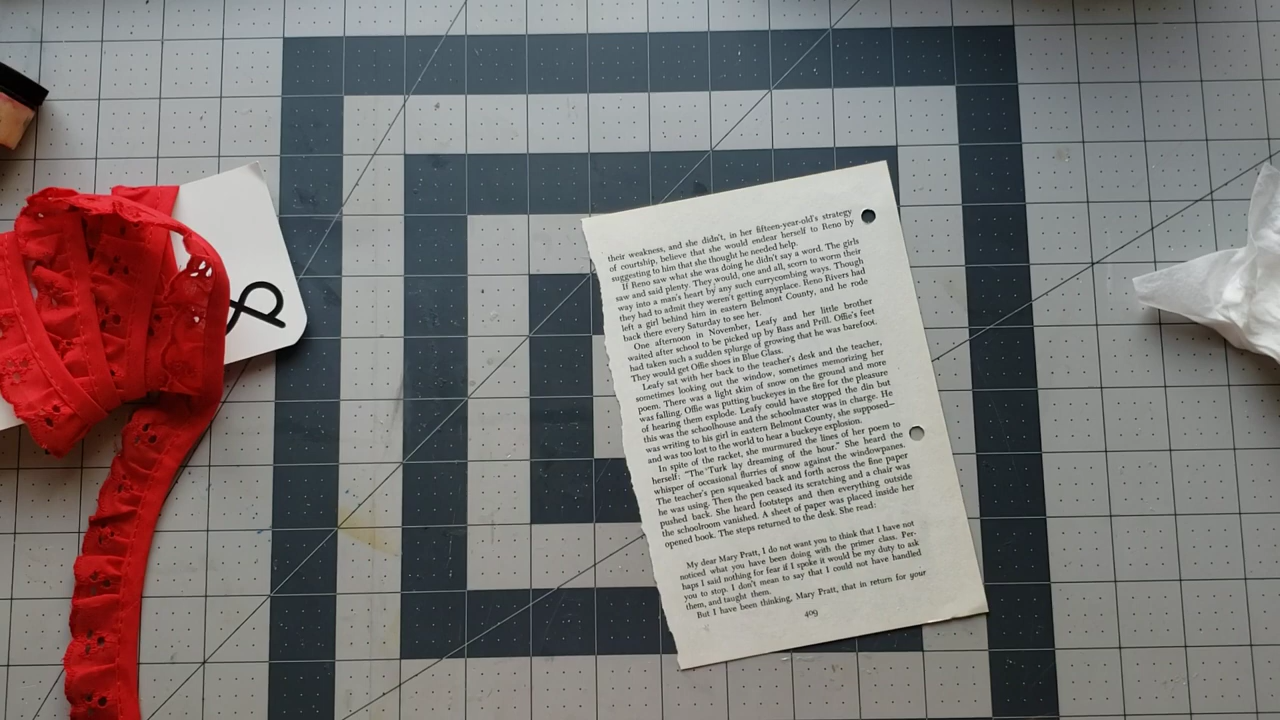 &
their weakness, and she didn't, in her fifteen-year-old's strategy
of courtship, believe that she would endear herself to Reno by
suggesting to him that she thought he needed help.
If Reno saw what she was doing he didn't say a word. The girls
saw and said plenty. They would, one and all, scorn to worm their
way into a man's heart by any such currycombing ways. Though
they had to admit they weren't getting anyplace. Reno Rivers had
left a girl behind him in eastern Belmont County, and he rode
back there every Saturday to see her.
One afternoon in November, Leafy and her little brother
waited after school to be picked up by Bass and Prill. Offie's feet
had taken such a sudden splurge of growing that he was barefoot.
They would get Offie shoes in Blue Glass.
Leafy sat with her back to the teacher's desk and the teacher,
sometimes looking out the window, sometimes memorizing her
poem. There was a light skim of snow on the ground and more
was falling. Offie was putting buckeyes in the fire for the pleasure
of hearing them explode. Leafy could have stopped the din but
this was the schoolhouse and the schoolmaster was in charge. He
was writing to his girl in eastern Belmont County, she supposed—
and was too lost to the world to hear a buckeye explosion.
In spite of the racket, she murmured the lines of her poem to
herself: "The Turk lay dreaming of the hour." She heard the
whisper of occasional flurries of snow against the windowpanes.
The teacher's pen squeaked back and forth across the fine paper
he was using. Then the pen ceased its scratching and a chair was
pushed back. She heard footsteps and then everything outside
the schoolroom vanished. A sheet of paper was placed inside her
opened book. The steps returned to the desk. She read:
My dear Mary Pratt, I do not want you to think that I have not
noticed what you have been doing with the primer class. Per-
haps I said nothing for fear if I spoke it would be my duty to ask
you to stop. I don't mean to say that I could not have handled
them, and taught them.
But I have been thinking, Mary Pratt, that in return for your
409